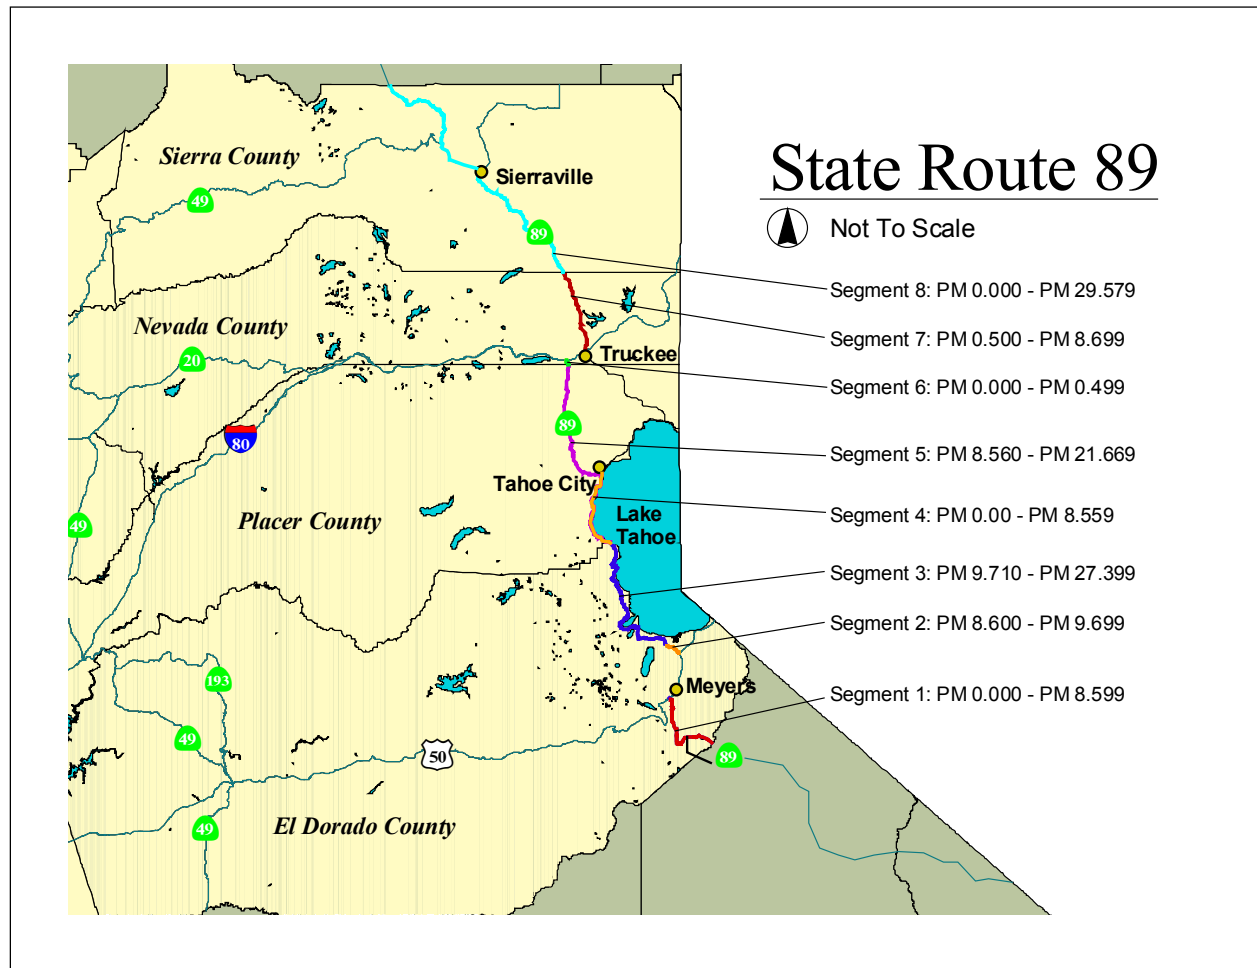 State Route 89
Not To Scale
Sierra County
Sierraville
49
89
Segment 8: PM 0.000 - PM 29.579
Nevada County
Segment 7: PM 0.500 - PM 8.699
20
Truckee
Segment 6: PM 0.000 - PM 0.499
89
80
Segment 5: PM 8.560 - PM 21.669
Tahoe City
49
Placer County
Lake
Tahoe
Segment 4: PM 0.00 - PM 8.559
Segment 3: PM 9.710 - PM 27.399
Segment 2: PM 8.600 - PM 9.699
193
Meyers
Segment 1: PM 0.000 - PM 8.599
49
50
89
49
El Dorado County